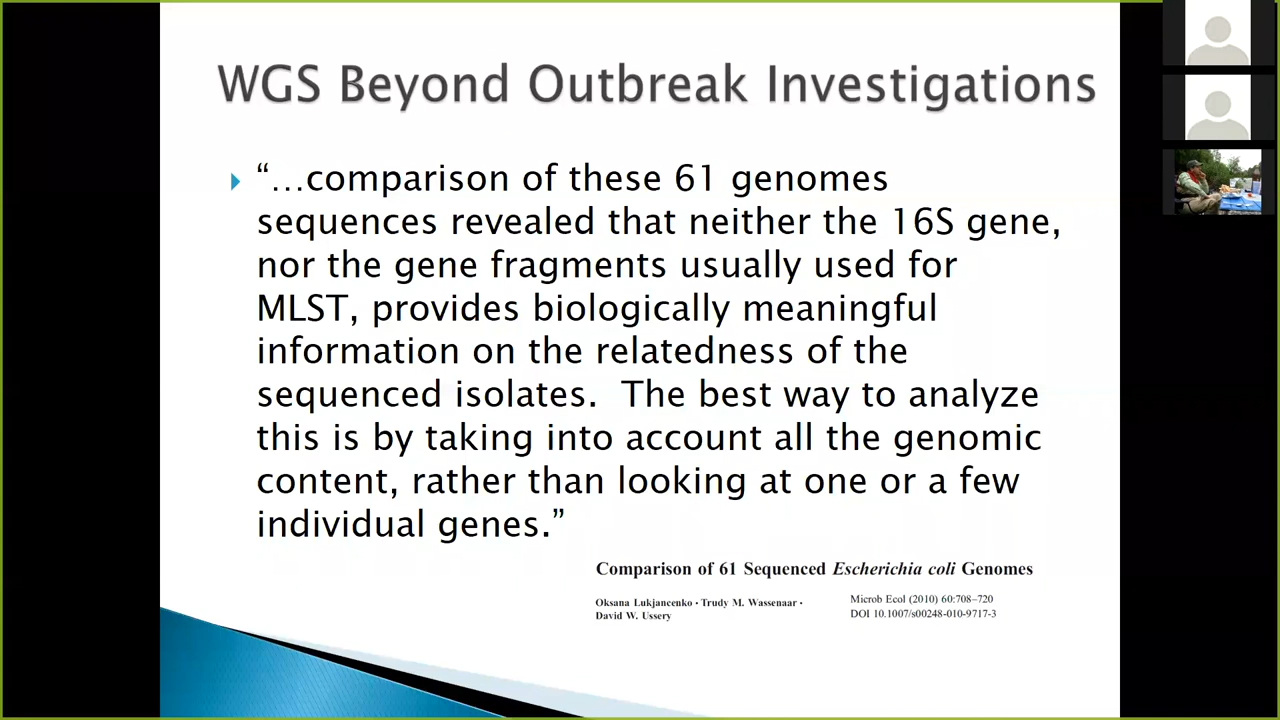 WGS Beyond Outbreak Investigations
“…comparison of these 61 genomes
sequences revealed that neither the 16S gene,
nor the gene fragments usually used for
MLST, provides biologically meaningful
information on the relatedness of the
sequenced isolates.  The best way to analyze
this is by taking into account all the genomic
content, rather than looking at one or a few
individual genes.”
Comparison of 61 Sequenced Escherichia coli Genomes
Oksana Lukjancenko • Trudy M. Wassenaar •
David W. Ussery
Microb Ecol (2010) 60:708–720
DOI 10.1007/s00248-010-9717-3